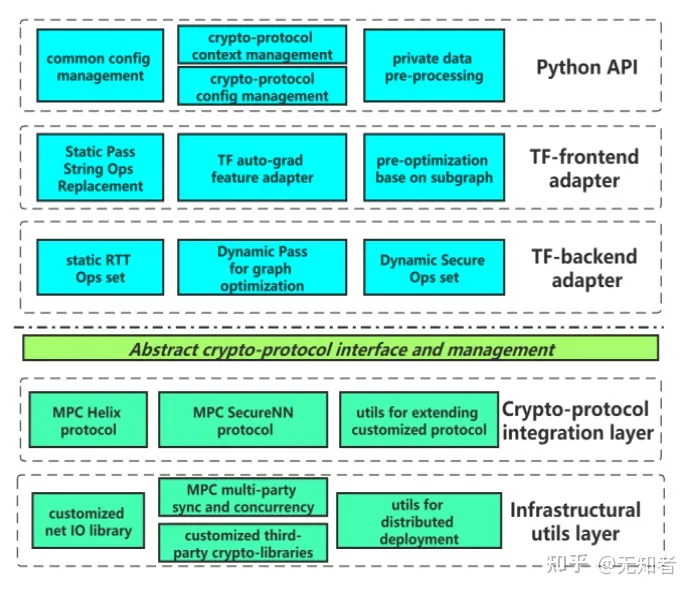 common config
management
crypto-protocol
context management
crypto-protocol
config management
private data
pre-processing
Python API
Static Pass
String Ops
Replacement
TF auto-grad
feature adapter
pre-optimization
base on subgraph
TF-frontend
adapter
static RTT
Ops set
Dynamic Pass
for graph
optimization
Dynamic Secure
Ops set
TF-backend
adapter
Abstract crypto-protocol interface and management
MPC Helix
protocol
MPC SecureNN
protocol
utils for extending
customized protocol
Crypto-protocol
integration layer
customized
net IO library
MPC multi-party
sync and concurrency
customized third-
party crypto-libraries
utils for
distributed
deployment
Infrastructural
utils layer
知乎 @无知者